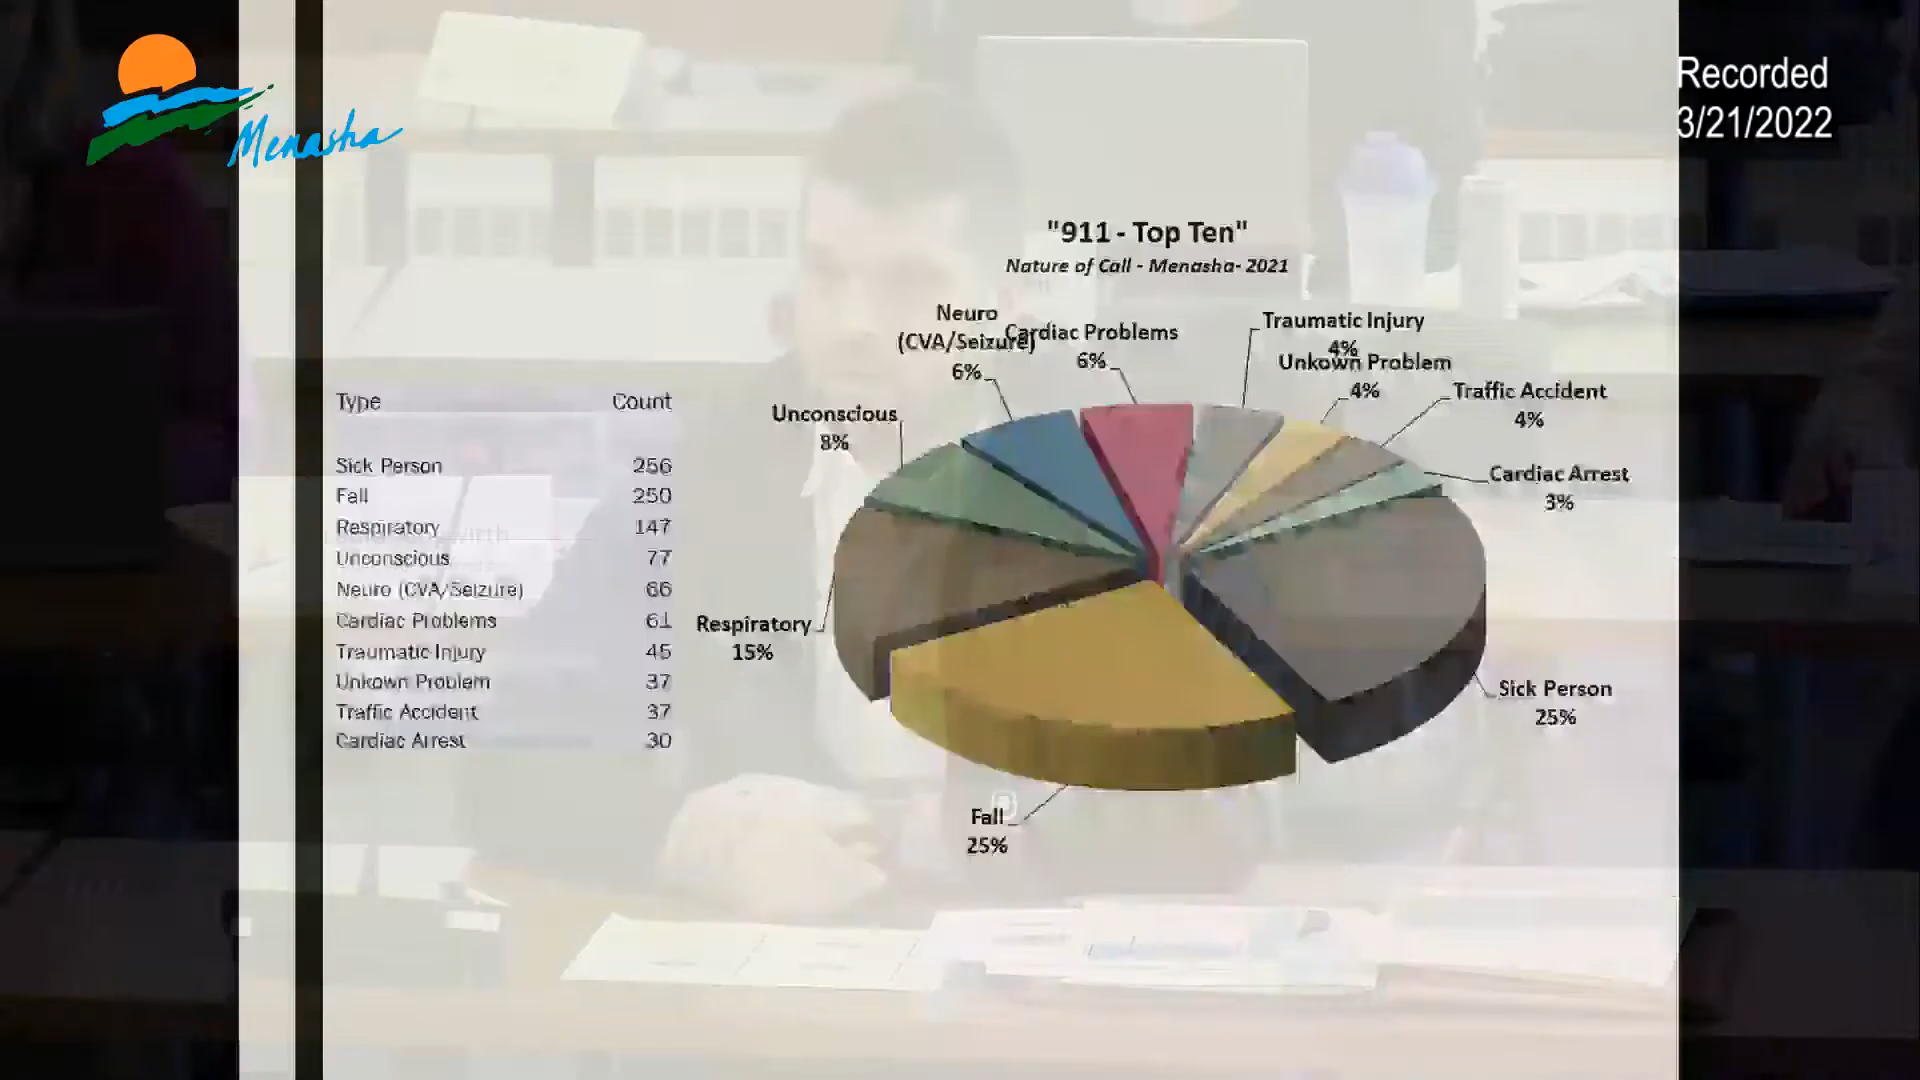 Menasha
Recorded
3/21/2022
"911 - Top Ten"
Nature of Call - Menasha- 2021
Type Count
Sick Person 256
Fall 250
Respiratory 147
Unconscious 77
Neuro (CVA/Seizure) 66
Cardiac Problems 61
Traumatic Injury 45
Unkown Problem 37
Traffic Accident 37
Cardiac Arrest 30
Neuro
(CVA/Seizure)
6%
Cardiac Problems
6%
Traumatic Injury
4%
Unkown Problem
4%
Traffic Accident
4%
Cardiac Arrest
3%
Unconscious
8%
Respiratory
15%
Sick Person
25%
Fall
25%